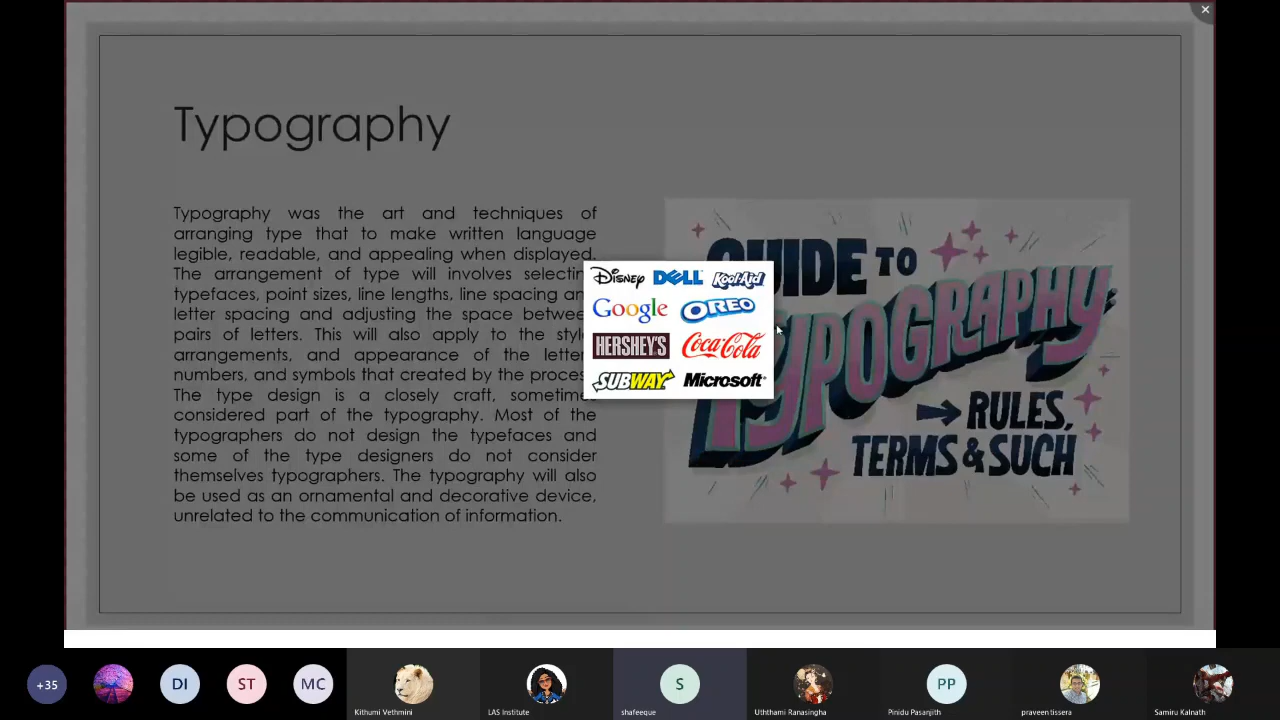 Typography
Typography was the art and techniques of
arranging type that to make written language
legible, readable, and appealing when displayed.
The arrangement of type will involves selectin
typefaces, point sizes, line lengths, line spacing an
letter spacing and adjusting the space betwee
pairs of letters. This will also apply to the style
arrangements, and appearance of the letter
numbers, and symbols that created by the proces
The type design is a closely craft, sometime
considered part of the typography. Most of the
typographers do not design the typefaces and
some of the type designers do not consider
themselves typographers. The typography will also
be used as an ornamental and decorative device,
unrelated to the communication of information.
DISNEY DELL Kool-Aid
Google OREO
HERSHEY'S Coca-Cola
SUBWAY Microsoft
GUIDE TO
TYPOGRAPHY
RULES,
TERMS & SUCH
+35
DI
ST
MC
Kithumi Vethmini
LAS Institute
S
shafeeque
Uththami Ranasingha
PP
Pinidu Pasanjith
praveen tissera
Samiru Kalnath